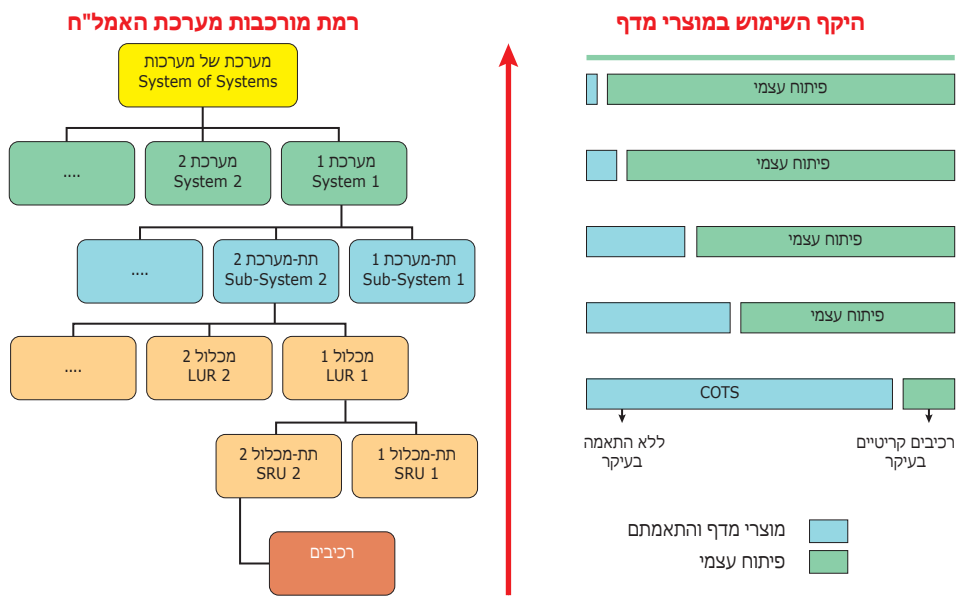 היקף השימוש במוצרי מדף
פיתוח עצמי
פיתוח עצמי
פיתוח עצמי
פיתוח עצמי
COTS
רכיבים קריטיים
בעיקר
ללא התאמה
בעיקר
מוצרי מדף והתאמתם
פיתוח עצמי
רמת מורכבות מערכת האמל"ח
מערכת של מערכות
System of Systems
מערכת 1
System 1
מערכת 2
System 2
....
תת-מערכת 1
Sub-System 1
תת-מערכת 2
Sub-System 2
....
מכלול 1
LUR 1
מכלול 2
LUR 2
....
תת-מכלול 1
SRU 1
תת-מכלול 2
SRU 2
רכיבים